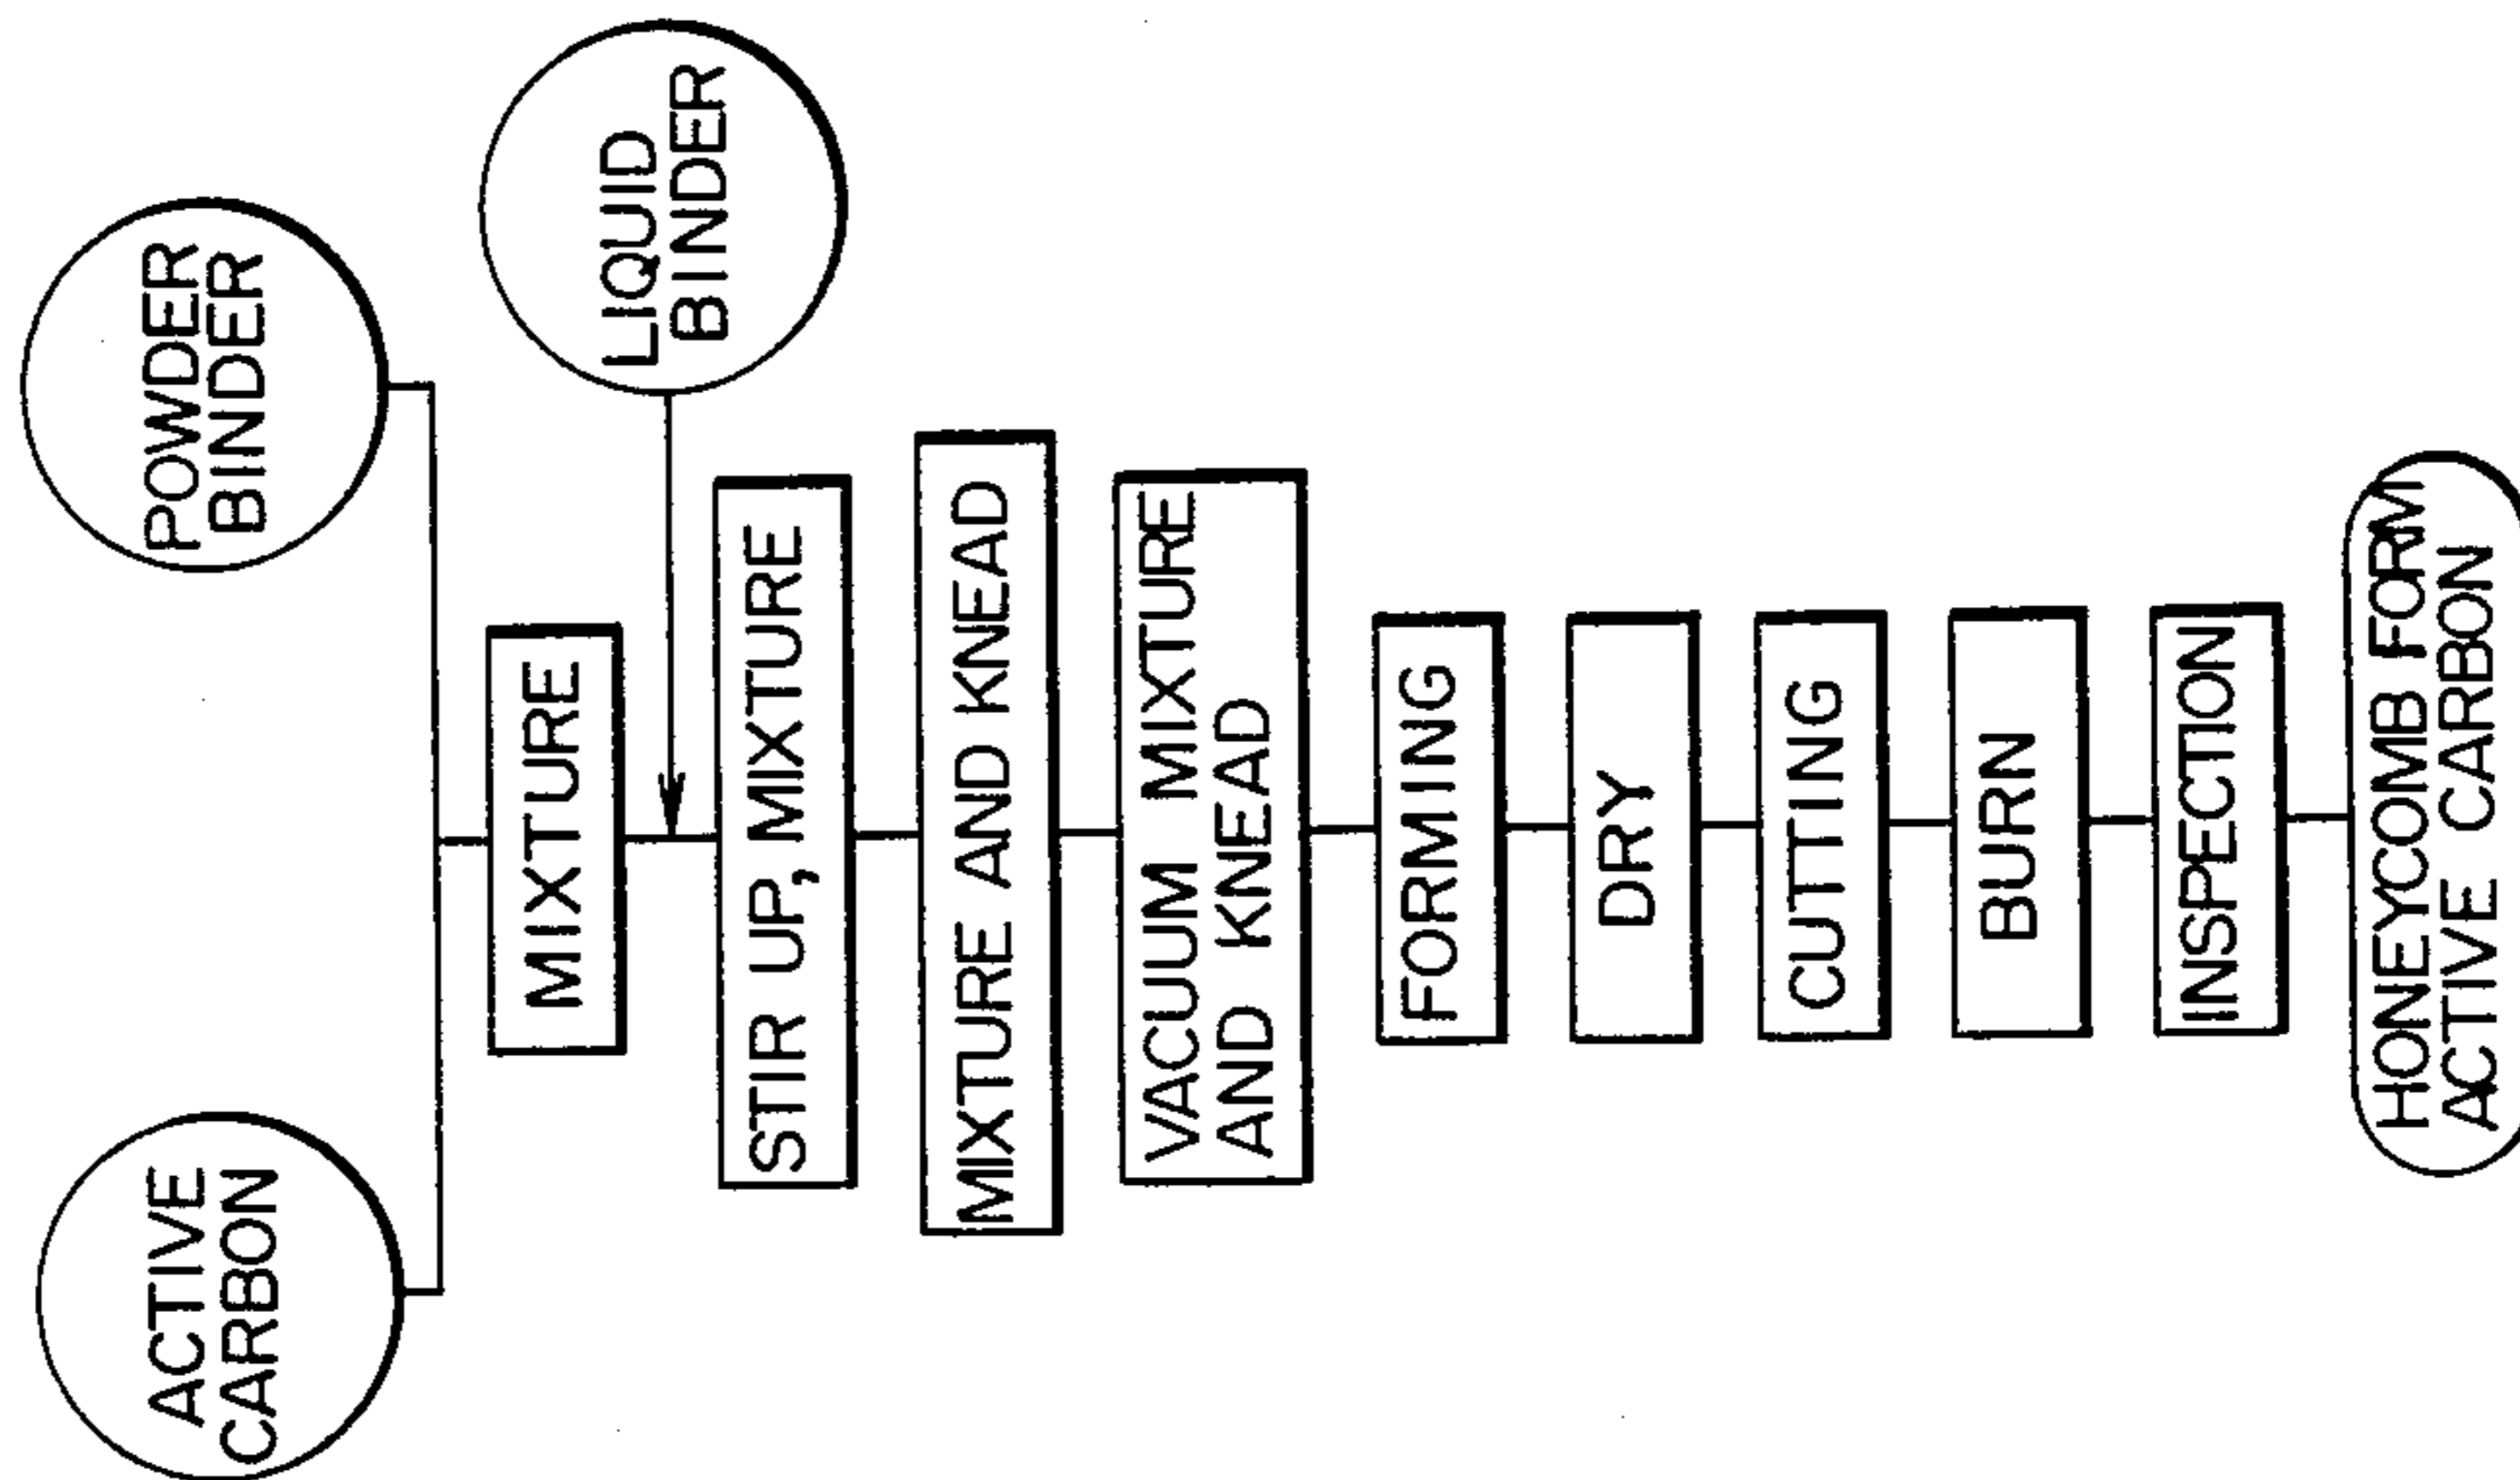 ACTIVE
CARBON
POWDER
BINDER
MIXTURE
LIQUID
BINDER
STIR UP, MIXTURE
MIXTURE AND KNEAD
VACUUM MIXTURE
AND KNEAD
FORMING
DRY
CUTTING
BURN
INSPECTION
HONEYCOMB FORM
ACTIVE CARBON